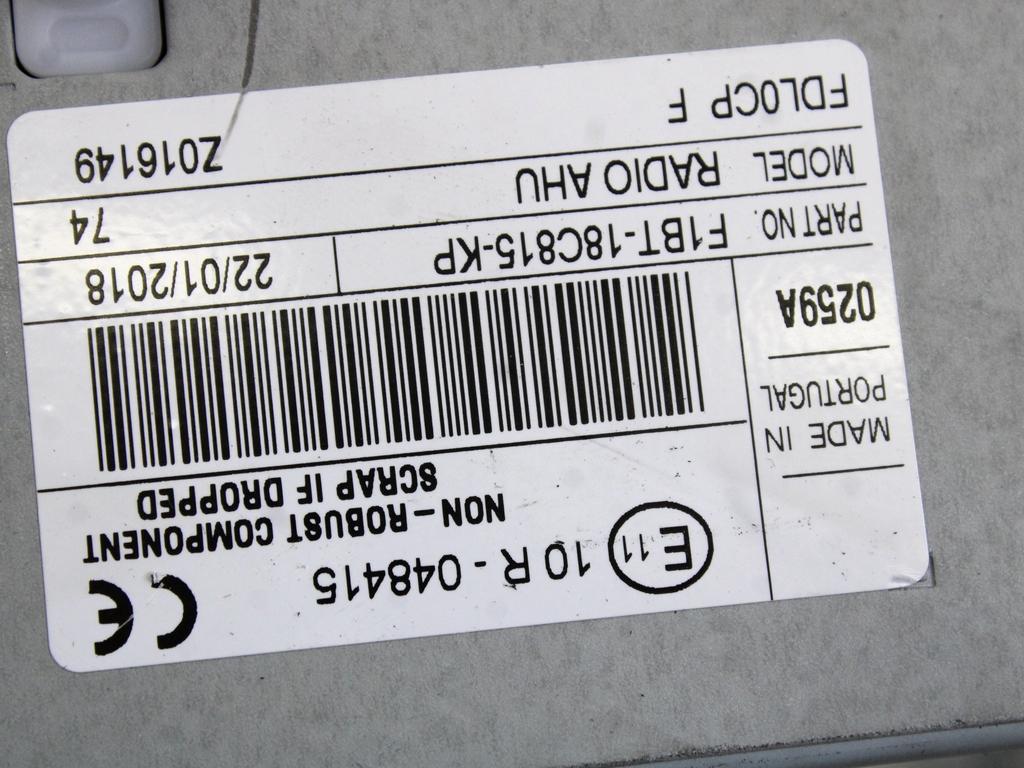 FDL0CP F Z016149
MODEL RADIO AHU 74
PART NO. F1BT-18C815-KP 22/01/2018
0259A
MADE IN
PORTUGAL
NON-ROBUST COMPONENT
SCRAP IF DROPPED
E11 10 R - 048415
CE